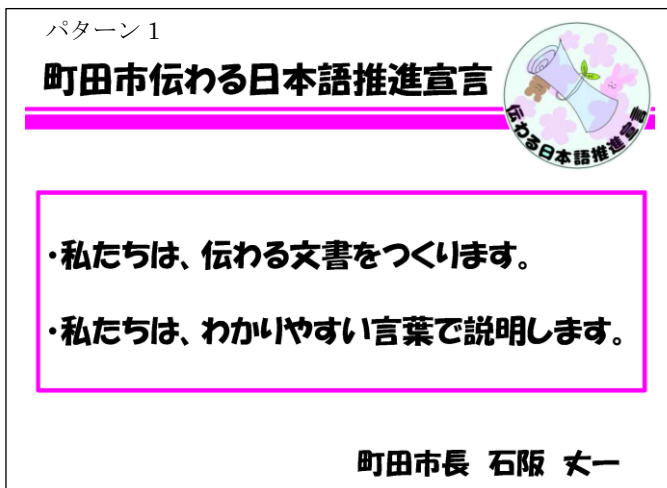 パターン1
町田市伝わる日本語推進宣言
伝わる日本語推進宣言
・私たちは、伝わる文書をつくります。
・私たちは、わかりやすい言葉で説明します。
町田市長 石阪 丈一